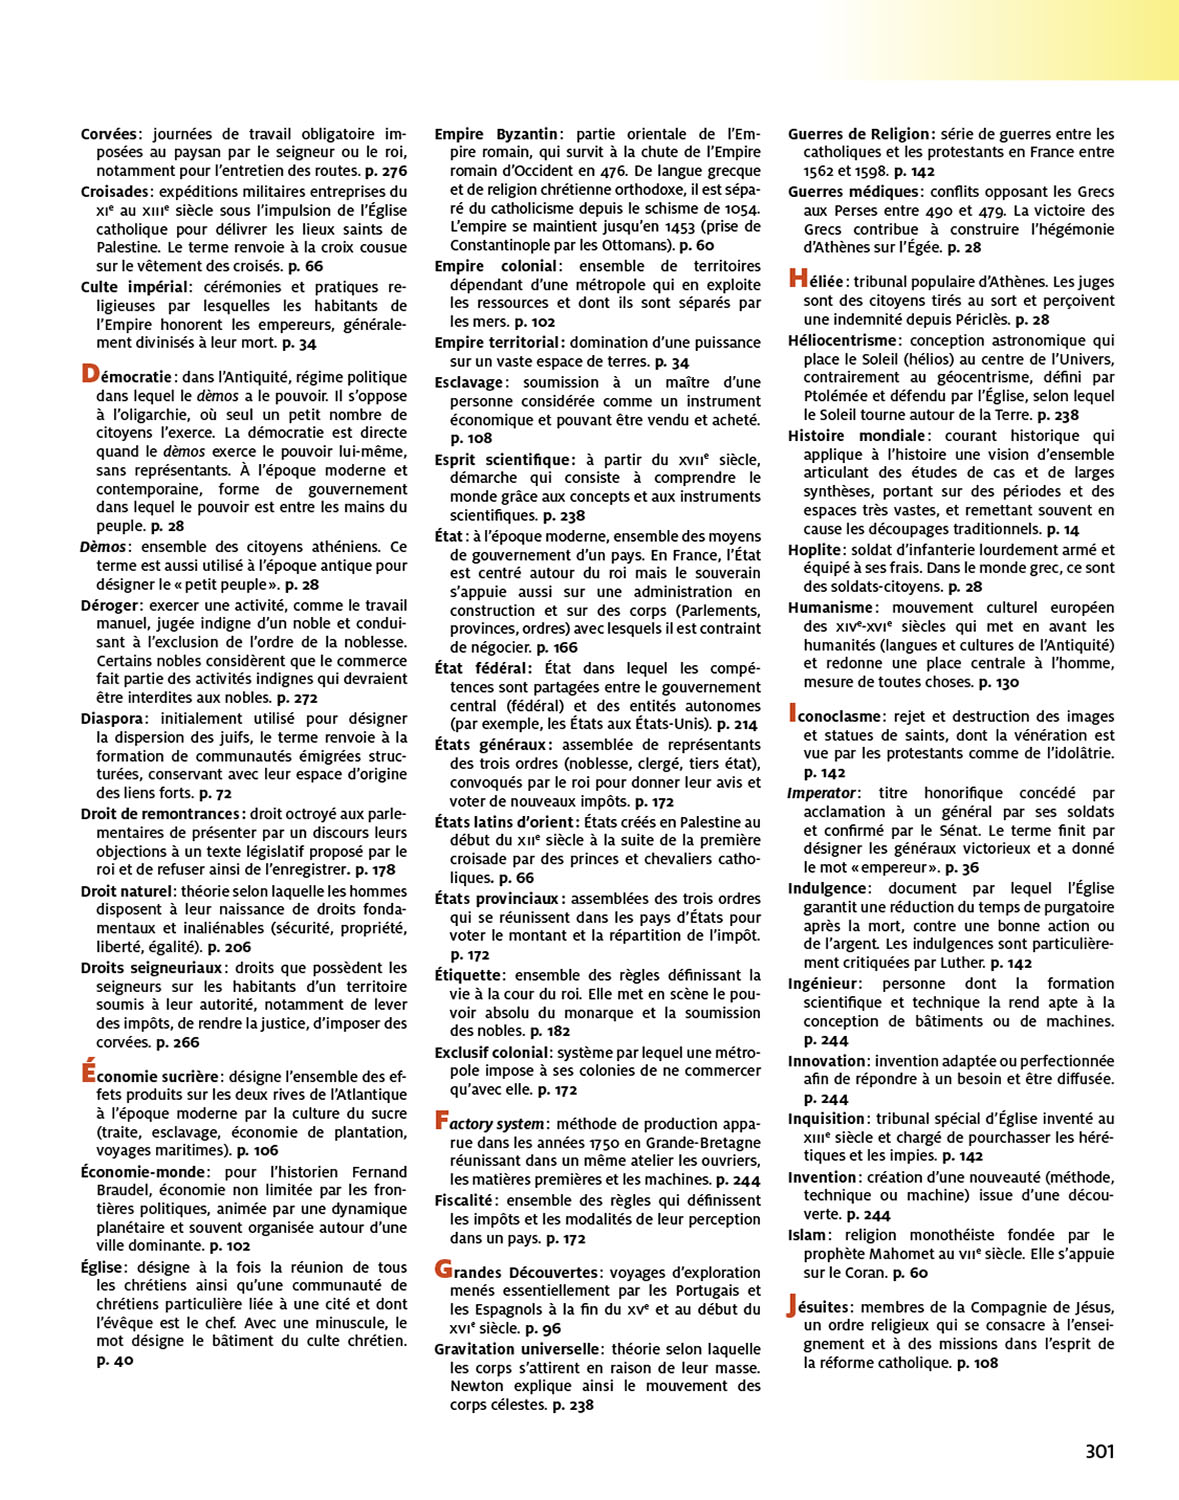 Corvées : journées de travail obligatoire im-
posées au paysan par le seigneur ou le roi,
notamment pour l’entretien des routes. p. 276
Croisades : expéditions militaires entreprises du
XIe au XIIIe siècle sous l’impulsion de l’Église
catholique pour délivrer les lieux saints de
Palestine. Le terme renvoie à la croix cousue
sur le vêtement des croisés. p. 66
Culte impérial : cérémonies et pratiques re-
ligieuses par lesquelles les habitants de
l’Empire honorent les empereurs, générale-
ment divinisés à leur mort. p. 34
Démocratie : dans l’Antiquité, régime politique
dans lequel le dèmos a le pouvoir. Il s’oppose
à l’oligarchie, où seul un petit nombre de
citoyens l’exerce. La démocratie est directe
quand le dèmos exerce le pouvoir lui-même,
sans représentants. À l’époque moderne et
contemporaine, forme de gouvernement
dans lequel le pouvoir est entre les mains du
peuple. p. 28
Dèmos : ensemble des citoyens athéniens. Ce
terme est aussi utilisé à l’époque antique pour
désigner le « petit peuple ». p. 28
Déroger : exercer une activité, comme le travail
manuel, jugée indigne d’un noble et condui-
sant à l’exclusion de l’ordre de la noblesse.
Certains nobles considèrent que le commerce
fait partie des activités indignes qui devraient
être interdites aux nobles. p. 272
Diaspora : initialement utilisé pour désigner
la dispersion des juifs, le terme renvoie à la
formation de communautés émigrées struc-
turées, conservant avec leur espace d’origine
des liens forts. p. 72
Droit de remontrances : droit octroyé aux parle-
mentaires de présenter par un discours leurs
objections à un texte législatif proposé par le
roi et de refuser ainsi de l’enregistrer. p. 178
Droit naturel : théorie selon laquelle les hommes
disposent à leur naissance de droits fonda-
mentaux et inaliénables (sécurité, propriété,
liberté, égalité). p. 206
Droits seigneuriaux : droits que possèdent les
seigneurs sur les habitants d’un territoire
soumis à leur autorité, notamment de lever
des impôts, de rendre la justice, d’imposer des
corvées. p. 266
Économie sucrière : désigne l’ensemble des ef-
fets produits sur les deux rives de l’Atlantique
à l’époque moderne par la culture du sucre
(traite, esclavage, économie de plantation,
voyages maritimes). p. 106
Économie-monde : pour l’historien Fernand
Braudel, économie non limitée par les fron-
tières politiques, animée par une dynamique
planétaire et souvent organisée autour d’une
ville dominante. p. 102
Église : désigne à la fois la réunion de tous
les chrétiens ainsi qu’une communauté de
chrétiens particulière liée à une cité et dont
l’évêque est le chef. Avec une minuscule, le
mot désigne le bâtiment du culte chrétien.
p. 40
Empire Byzantin : partie orientale de l’Em-
pire romain, qui survit à la chute de l’Empire
romain d’Occident en 476. De langue grecque
et de religion chrétienne orthodoxe, il est sépa-
ré du catholicisme depuis le schisme de 1054.
L’empire se maintient jusqu’en 1453 (prise de
Constantinople par les Ottomans). p. 60
Empire colonial : ensemble de territoires
dépendant d’une métropole qui en exploite
les ressources et dont ils sont séparés par
les mers. p. 102
Empire territorial : domination d’une puissance
sur un vaste espace de terres. p. 34
Esclavage : soumission à un maître d’une
personne considérée comme un instrument
économique et pouvant être vendu et acheté.
p. 108
Esprit scientifique : à partir du XVIIe siècle,
démarche qui consiste à comprendre le
monde grâce aux concepts et aux instruments
scientifiques. p. 238
État : à l’époque moderne, ensemble des moyens
de gouvernement d’un pays. En France, l’État
est centré autour du roi mais le souverain
s’appuie aussi sur une administration en
construction et sur des corps (Parlements,
provinces, ordres) avec lesquels il est contraint
de négocier. p. 166
État fédéral : État dans lequel les compé-
tences sont partagées entre le gouvernement
central (fédéral) et des entités autonomes
(par exemple, les États aux États-Unis). p. 214
États généraux : assemblée de représentants
des trois ordres (noblesse, clergé, tiers état),
convoqués par le roi pour donner leur avis et
voter de nouveaux impôts. p. 172
États latins d’orient : États créés en Palestine au
début du XIIe siècle à la suite de la première
croisade par des princes et chevaliers catho-
liques. p. 66
États provinciaux : assemblées des trois ordres
qui se réunissent dans les pays d’États pour
voter le montant et la répartition de l’impôt.
p. 172
Étiquette : ensemble des règles définissant la
vie à la cour du roi. Elle met en scène le pou-
voir absolu du monarque et la soumission
des nobles. p. 182
Exclusif colonial : système par lequel une métro-
pole impose à ses colonies de ne commercer
qu’avec elle. p. 172
Factory system : méthode de production appa-
rue dans les années 1750 en Grande-Bretagne
réunissant dans un même atelier les ouvriers,
les matières premières et les machines. p. 244
Fiscalité : ensemble des règles qui définissent
les impôts et les modalités de leur perception
dans un pays. p. 172
Grandes Découvertes : voyages d’exploration
menés essentiellement par les Portugais et
les Espagnols à la fin du XVe et au début du
XVIe siècle. p. 96
Gravitation universelle : théorie selon laquelle
les corps s’attirent en raison de leur masse.
Newton explique ainsi le mouvement des
corps célestes. p. 238
Guerres de Religion : série de guerres entre les
catholiques et les protestants en France entre
1562 et 1598. p. 142
Guerres médiques : conflits opposant les Grecs
aux Perses entre 490 et 479. La victoire des
Grecs contribue à construire l’hégémonie
d’Athènes sur l’Égée. p. 28
Héliée : tribunal populaire d’Athènes. Les juges
sont des citoyens tirés au sort et perçoivent
une indemnité depuis Périclès. p. 28
Héliocentrisme : conception astronomique qui
place le Soleil (hélios) au centre de l’Univers,
contrairement au géocentrisme, défini par
Ptolémée et défendu par l’Église, selon lequel
le Soleil tourne autour de la Terre. p. 238
Histoire mondiale : courant historique qui
applique à l’histoire une vision d’ensemble
articulant des études de cas et de larges
synthèses, portant sur des périodes et des
espaces très vastes, et remettant souvent en
cause les découpages traditionnels. p. 14
Hoplite : soldat d’infanterie lourdement armé et
équipé à ses frais. Dans le monde grec, ce sont
des soldats-citoyens. p. 28
Humanisme : mouvement culturel européen
des XIVe-XVIe siècles qui met en avant les
humanités (langues et cultures de l’Antiquité)
et redonne une place centrale à l’homme,
mesure de toutes choses. p. 130
Iconoclasme : rejet et destruction des images
et statues de saints, dont la vénération est
vue par les protestants comme de l’idolâtrie.
p. 142
Imperator : titre honorifique concédé par
acclamation à un général par ses soldats
et confirmé par le Sénat. Le terme finit par
désigner les généraux victorieux et a donné
le mot « empereur ». p. 36
Indulgence : document par lequel l’Église
garantit une réduction du temps de purgatoire
après la mort, contre une bonne action ou
de l’argent. Les indulgences sont particulière-
ment critiquées par Luther. p. 142
Ingénieur : personne dont la formation
scientifique et technique la rend apte à la
conception de bâtiments ou de machines.
p. 244
Innovation : invention adaptée ou perfectionnée
afin de répondre à un besoin et être diffusée.
p. 244
Inquisition : tribunal spécial d’Église inventé au
XIIIe siècle et chargé de pourchasser les héré-
tiques et les impies. p. 142
Invention : création d’une nouveauté (méthode,
technique ou machine) issue d’une décou-
verte. p. 244
Islam : religion monothéiste fondée par le
prophète Mahomet au VIIe siècle. Elle s’appuie
sur le Coran. p. 60
Jésuites : membres de la Compagnie de Jésus,
un ordre religieux qui se consacre à l’ensei-
gnement et à des missions dans l’esprit de
la réforme catholique. p. 108
301